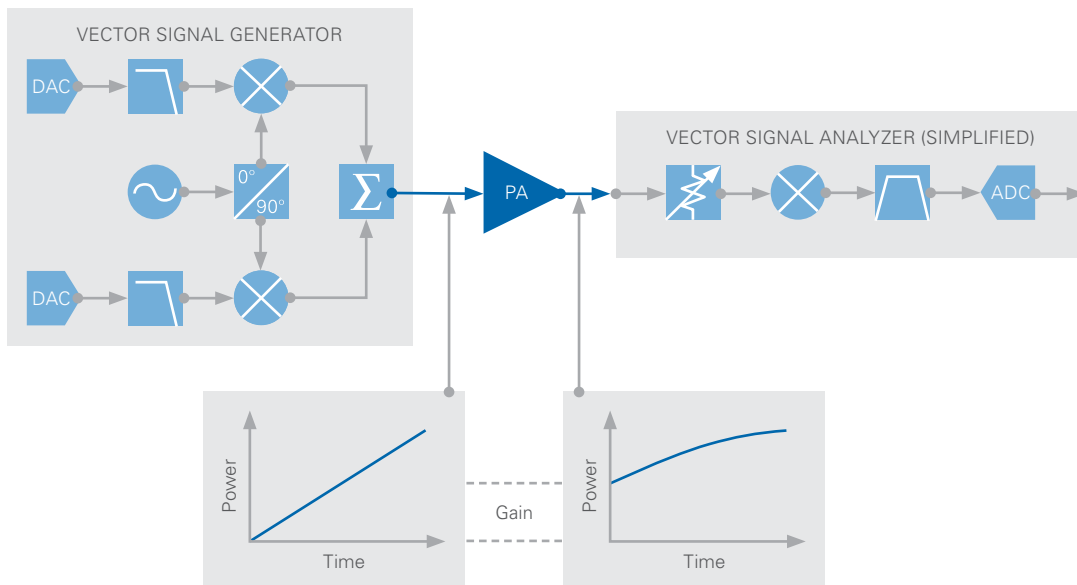 VECTOR SIGNAL GENERATOR
DAC
0°
90°
Σ
DAC
PA
VECTOR SIGNAL ANALYZER (SIMPLIFIED)
ADC
Power
Time
Gain
Power
Time